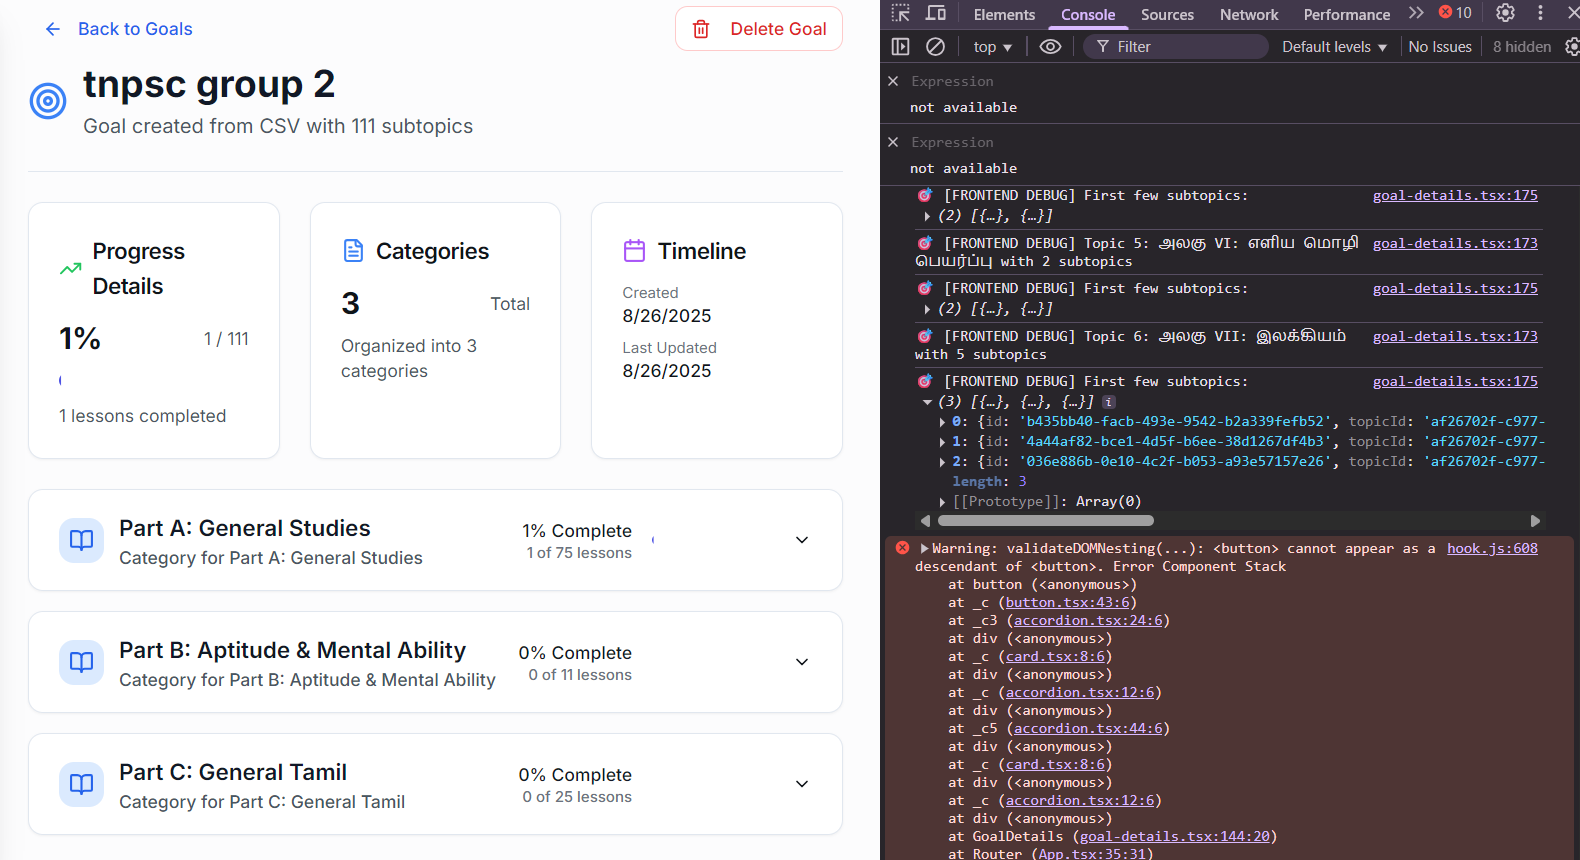 Back to Goals
Delete Goal
tnpsc group 2
Goal created from CSV with 111 subtopics
Progress
Details
1%
1 / 111
1 lessons completed
Categories
3
Total
Organized into 3
categories
Timeline
Created
8/26/2025
Last Updated
8/26/2025
Part A: General Studies
Category for Part A: General Studies
1% Complete
1 of 75 lessons
Part B: Aptitude & Mental Ability
Category for Part B: Aptitude & Mental Ability
0% Complete
0 of 11 lessons
Part C: General Tamil
Category for Part C: General Tamil
0% Complete
0 of 25 lessons
Elements Console Sources Network Performance 10
top Filter Default levels No Issues 8 hidden
Expression
not available
Expression
not available
[FRONTEND DEBUG] First few subtopics: goal-details.tsx:175
(2) [{…}, {…}]
[FRONTEND DEBUG] Topic 5: அலகு VI: எளிய மொழி goal-details.tsx:173
பெயர்ப்பு with 2 subtopics
[FRONTEND DEBUG] First few subtopics: goal-details.tsx:175
(2) [{…}, {…}]
[FRONTEND DEBUG] Topic 6: அலகு VII: இலக்கியம் goal-details.tsx:173
with 5 subtopics
[FRONTEND DEBUG] First few subtopics: goal-details.tsx:175
(3) [{…}, {…}, {…}] i
0: {id: 'b435bb40-facb-493e-9542-b2a339fefb52', topicId: 'af26702f-c977-
1: {id: '4a44af82-bce1-4d5f-b6ee-38d1267df4b3', topicId: 'af26702f-c977-
2: {id: '036e886b-0e10-4c2f-b053-a93e57157e26', topicId: 'af26702f-c977-
length: 3
[[Prototype]]: Array(0)
Warning: validateDOMNesting(...): <button> cannot appear as a hook.js:608
descendant of <button>. Error Component Stack
at button (<anonymous>)
at _c (button.tsx:43:6)
at _c3 (accordion.tsx:24:6)
at div (<anonymous>)
at _c (card.tsx:8:6)
at div (<anonymous>)
at _c (accordion.tsx:12:6)
at div (<anonymous>)
at _c5 (accordion.tsx:44:6)
at div (<anonymous>)
at _c (card.tsx:8:6)
at div (<anonymous>)
at _c (accordion.tsx:12:6)
at div (<anonymous>)
at GoalDetails (goal-details.tsx:144:20)
at Router (App.tsx:35:31)